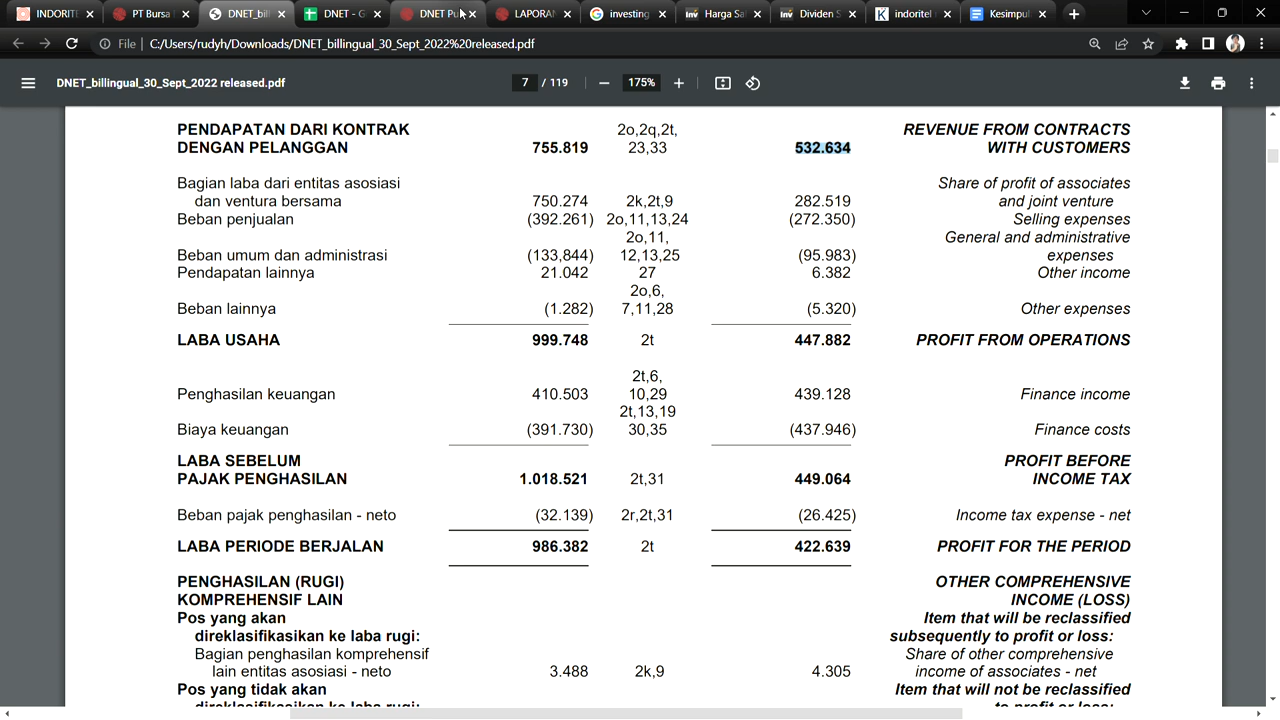 INDORITE
PT Bursa
DNET_bil
DNET - G
DNET Pu
LAPORAN
investing
Harga Sa
Dividen S
indoritel
Kesimpul
File C:/Users/rudyh/Downloads/DNET_billingual_30_Sept_2022%20released.pdf
DNET_billingual_30_Sept_2022 released.pdf
7 / 119
175%
PENDAPATAN DARI KONTRAK 2o,2q,2t, REVENUE FROM CONTRACTS
DENGAN PELANGGAN 755.819 23,33 532.634 WITH CUSTOMERS
Bagian laba dari entitas asosiasi Share of profit of associates
dan ventura bersama 750.274 2k,2t,9 282.519 and joint venture
Beban penjualan (392.261) 2o,11,13,24 (272.350) Selling expenses
2o,11, General and administrative
Beban umum dan administrasi (133,844) 12,13,25 (95.983) expenses
Pendapatan lainnya 21.042 27 6.382 Other income
2o,6,
Beban lainnya (1.282) 7,11,28 (5.320) Other expenses
LABA USAHA 999.748 2t 447.882 PROFIT FROM OPERATIONS
2t,6,
Penghasilan keuangan 410.503 10,29 439.128 Finance income
2t,13,19
Biaya keuangan (391.730) 30,35 (437.946) Finance costs
LABA SEBELUM PROFIT BEFORE
PAJAK PENGHASILAN 1.018.521 2t,31 449.064 INCOME TAX
Beban pajak penghasilan - neto (32.139) 2r,2t,31 (26.425) Income tax expense - net
LABA PERIODE BERJALAN 986.382 2t 422.639 PROFIT FOR THE PERIOD
PENGHASILAN (RUGI) OTHER COMPREHENSIVE
KOMPREHENSIF LAIN INCOME (LOSS)
Pos yang akan Item that will be reclassified
direklasifikasikan ke laba rugi: subsequently to profit or loss:
Bagian penghasilan komprehensif Share of other comprehensive
lain entitas asosiasi - neto 3.488 2k,9 4.305 income of associates - net
Pos yang tidak akan Item that will not be reclassified
direklasifikasikan ke laba rugi: to profit or loss: